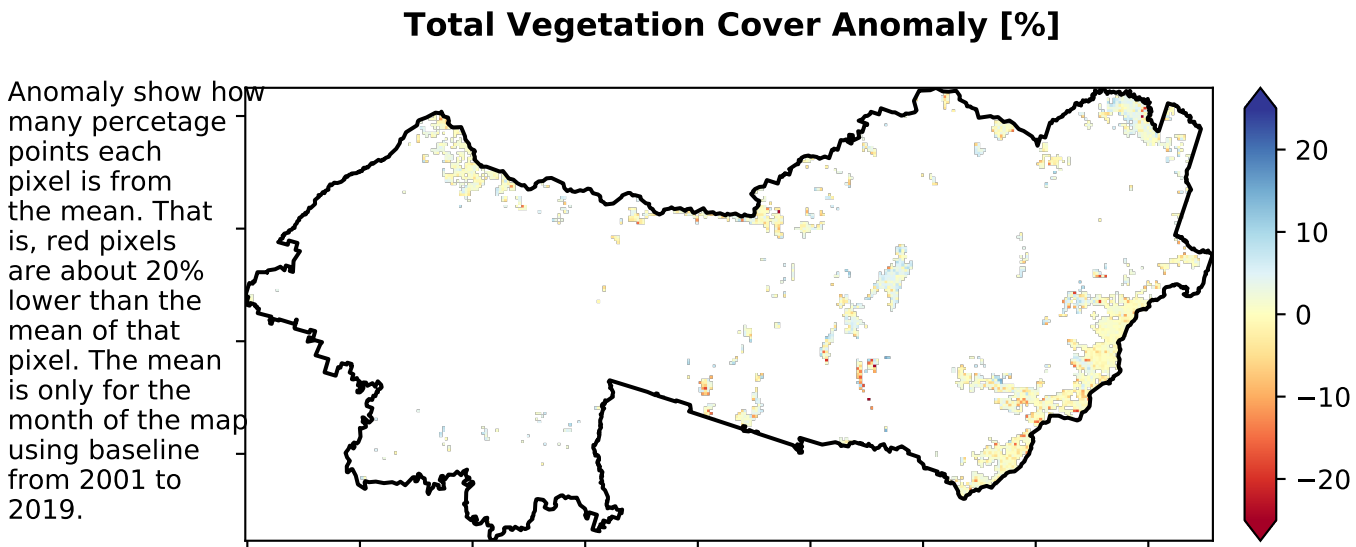 Total Vegetation Cover Anomaly [%]
Anomaly show how
many percetage
points each
pixel is from
the mean. That
is, red pixels
are about 20%
lower than the
mean of that
pixel. The mean
is only for the
month of the map
using baseline
from 2001 to
2019.
20
10
0
−10
−20